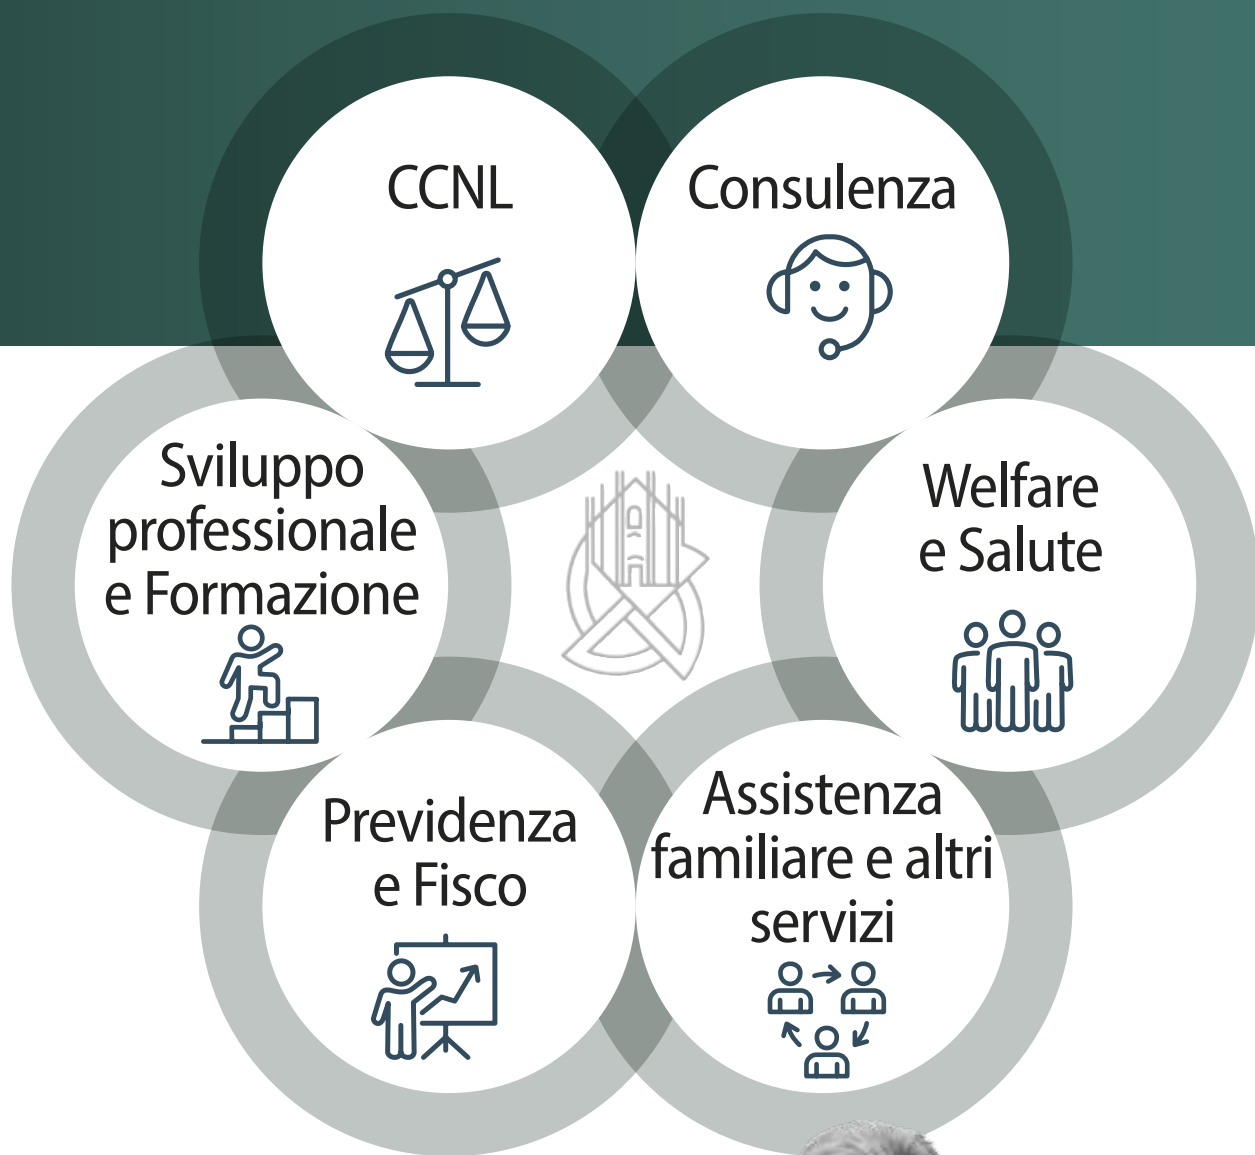 CCNL
Consulenza
Sviluppo
professionale
e Formazione
Welfare
e Salute
Previdenza
e Fisco
Assistenza
familiare e altri
servizi